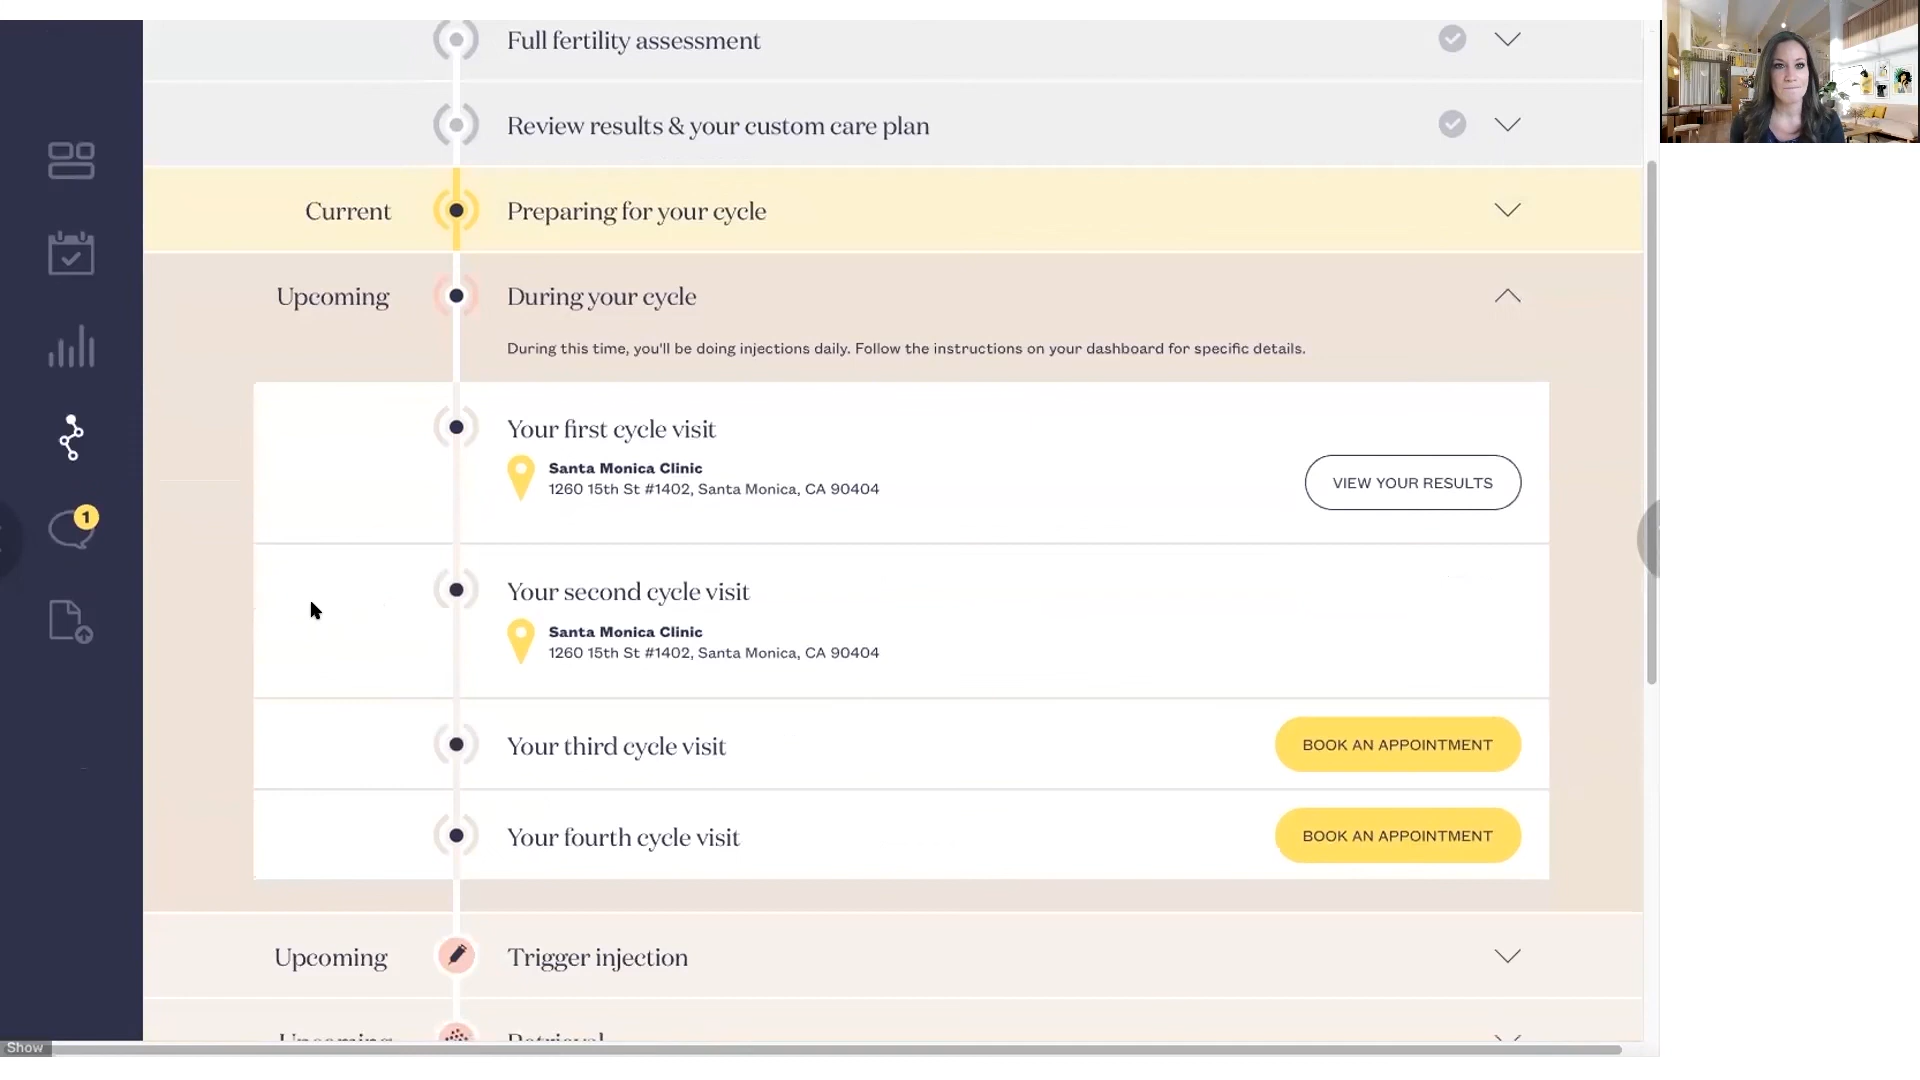 Full fertility assessment
Review results & your custom care plan
Current
Preparing for your cycle
Upcoming
During your cycle
During this time, you'll be doing injections daily. Follow the instructions on your dashboard for specific details.
Your first cycle visit
Santa Monica Clinic
1260 15th St #1402, Santa Monica, CA 90404
VIEW YOUR RESULTS
1
Your second cycle visit
Santa Monica Clinic
1260 15th St #1402, Santa Monica, CA 90404
Your third cycle visit
BOOK AN APPOINTMENT
Your fourth cycle visit
BOOK AN APPOINTMENT
Upcoming
Trigger injection
Upcoming
Retrieval
Show